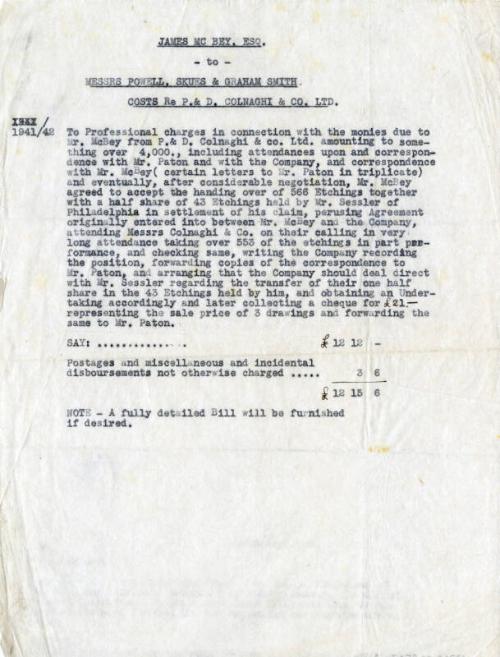 JAMES MC BEY, ESQ.
- to -
MESSRS POWELL, SKUES & GRAHAM SMITH.
COSTS Re P.& D. COLNAGHI & CO. LTD.
1941/42 To Professional charges in connection with the monies due to
Mr. McBey from P.& D. Colnaghi & co. Ltd. amounting to some-
thing over 4,000., including attendances upon and correspon-
dence with Mr. Paton and with the Company, and correspondence
with Mr. McBey( certain letters to Mr. Paton in triplicate)
and eventually, after considerable negotiation, Mr. McBey
agreed to accept the handing over of 566 Etchings together
with a half share of 43 Etchings held by Mr. Sessler of
Philadelphia in settlement of his claim, perusing Agreement
originally entered into between Mr. McBey and the Company,
attending Messrs Colnaghi & Co. on their calling in very
long attendance taking over 553 of the etchings in part per-
formance, and checking same, writing the Company recording
the position, forwarding copies of the correspondence to
Mr. Paton, and arranging that the Company should deal direct
with Mr. Sessler regarding the transfer of their one half
share in the 43 Etchings held by him, and obtaining an Under-
taking accordingly and later collecting a cheque for £21.-
representing the sale price of 3 drawings and forwarding the
same to Mr. Paton.
SAY: ............... £ 12 12 -
Postages and miscellaneous and incidental
disboursements not otherwise charged ..... 3 6
£ 12 15 6
NOTE - A fully detailed Bill will be furnished
if desired.